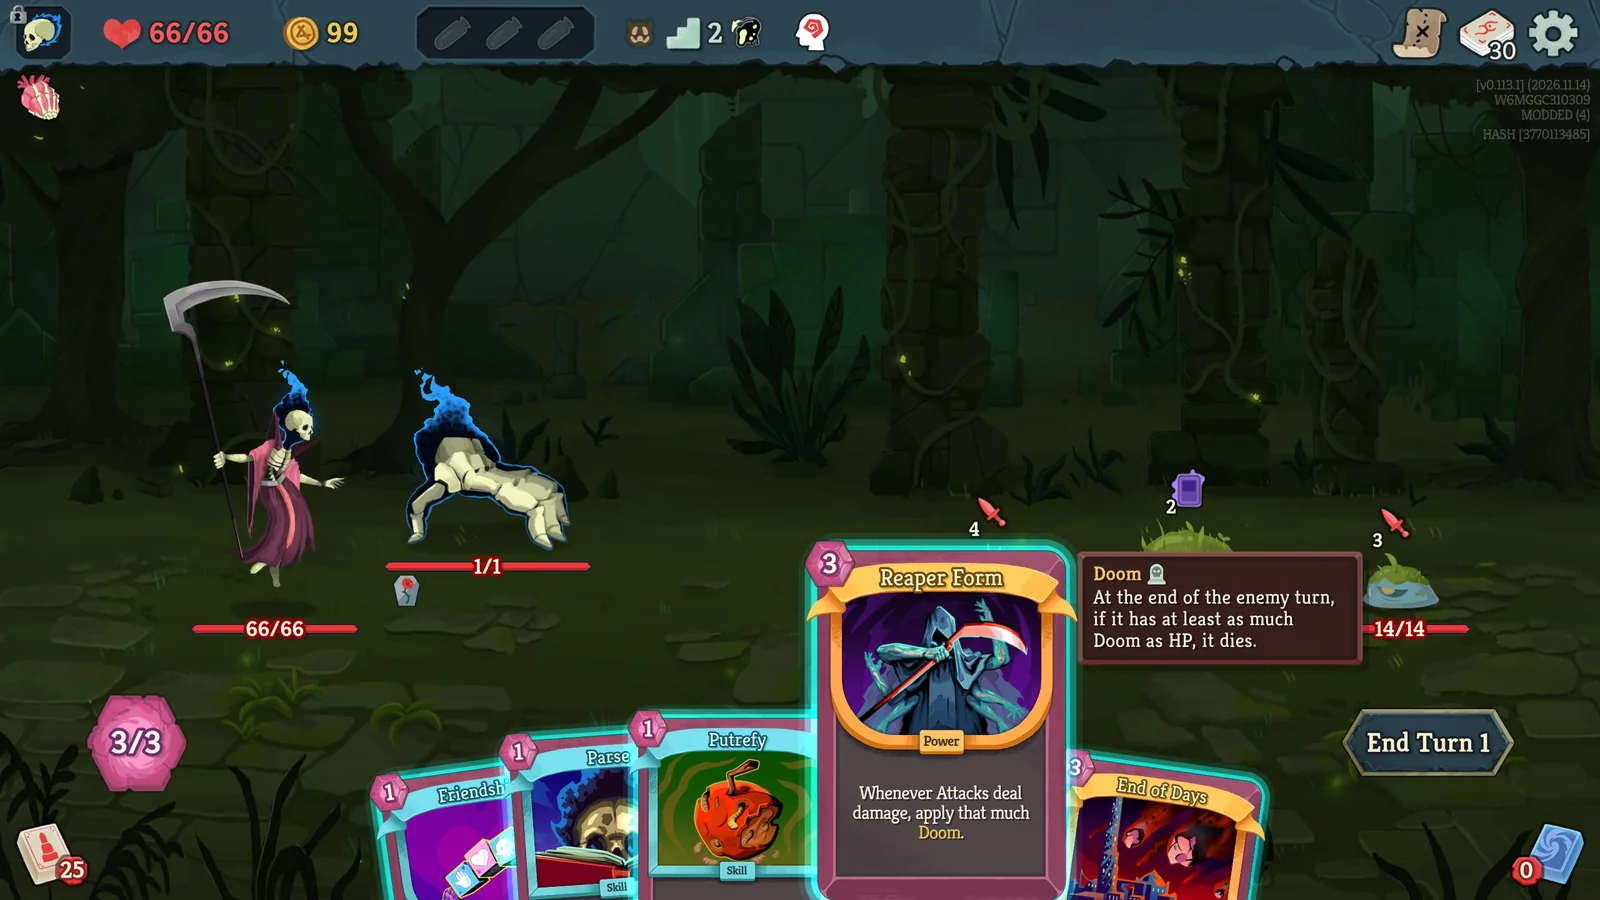 66/66
99
2
30
[v0.113.1] (2026.11.14)
W6MGGC310309
MODDED (4)
HASH [3770113485]
4
2
3
1/1
66/66
14/14
3
Reaper Form
Power
Whenever Attacks deal
damage, apply that much
Doom.
Doom
At the end of the enemy turn,
if it has at least as much
Doom as HP, it dies.
3/3
1
Friendsh
1
Parse
Skill
1
Putrefy
Skill
3
End of Days
End Turn 1
25
0